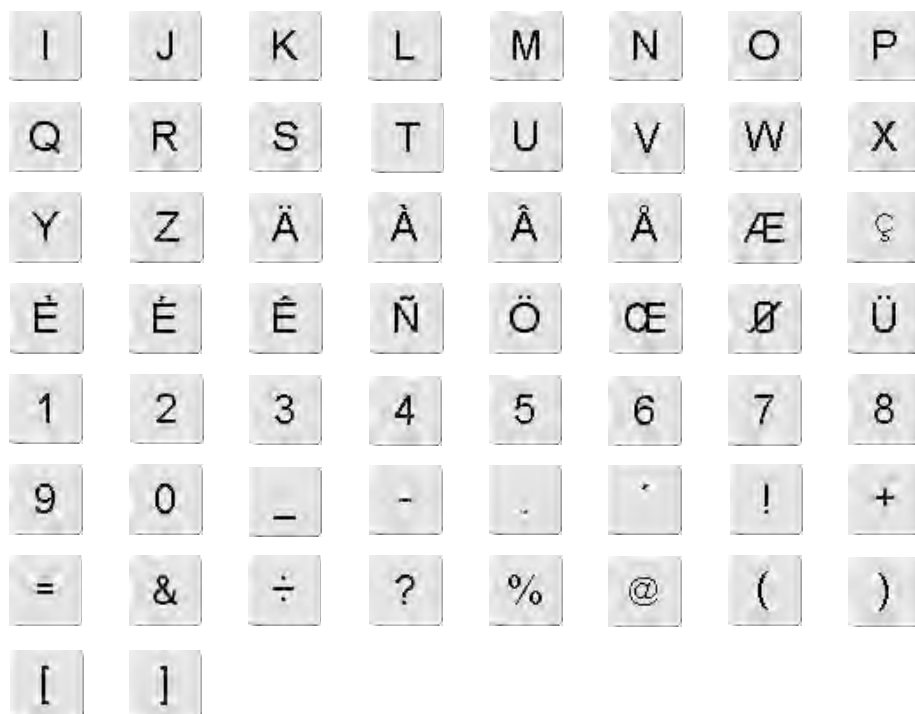 I J K L M N O P
Q R S T U V W X
Y Z Ä À Â Å Æ Ç
È É Ê Ñ Ö Œ Ø Ü
1 2 3 4 5 6 7 8
9 0 _ - . ´ ! +
= & ÷ ? % @ ( )
[ ]